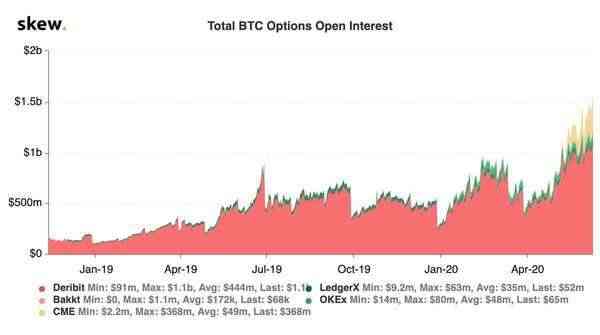 skew.
Total BTC Options Open Interest
$2b
$1.5b
$1b
$500m
$0
Jan-19 Apr-19 Jul-19 Oct-19 Jan-20 Apr-20
Deribit Min: $91m, Max: $1.1b, Avg: $444m, Last: $1.1b
LedgerX Min: $9.2m, Max: $63m, Avg: $35m, Last: $52m
Bakkt Min: $0, Max: $1.1m, Avg: $172k, Last: $68k
OKEx Min: $14m, Max: $80m, Avg: $48m, Last: $65m
CME Min: $2.2m, Max: $368m, Avg: $49m, Last: $368m